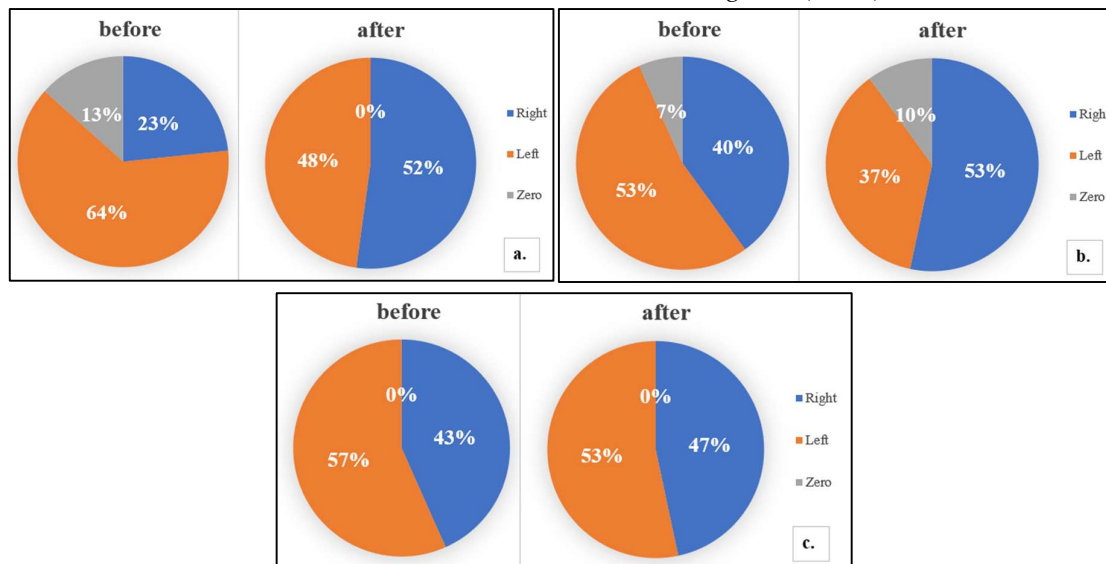 before
after
13%
23%
64%
0%
48%
52%
Right
Left
Zero
a.
before
after
7%
40%
53%
10%
37%
53%
Right
Left
Zero
b.
before
after
0%
43%
57%
0%
53%
47%
Right
Left
Zero
c.